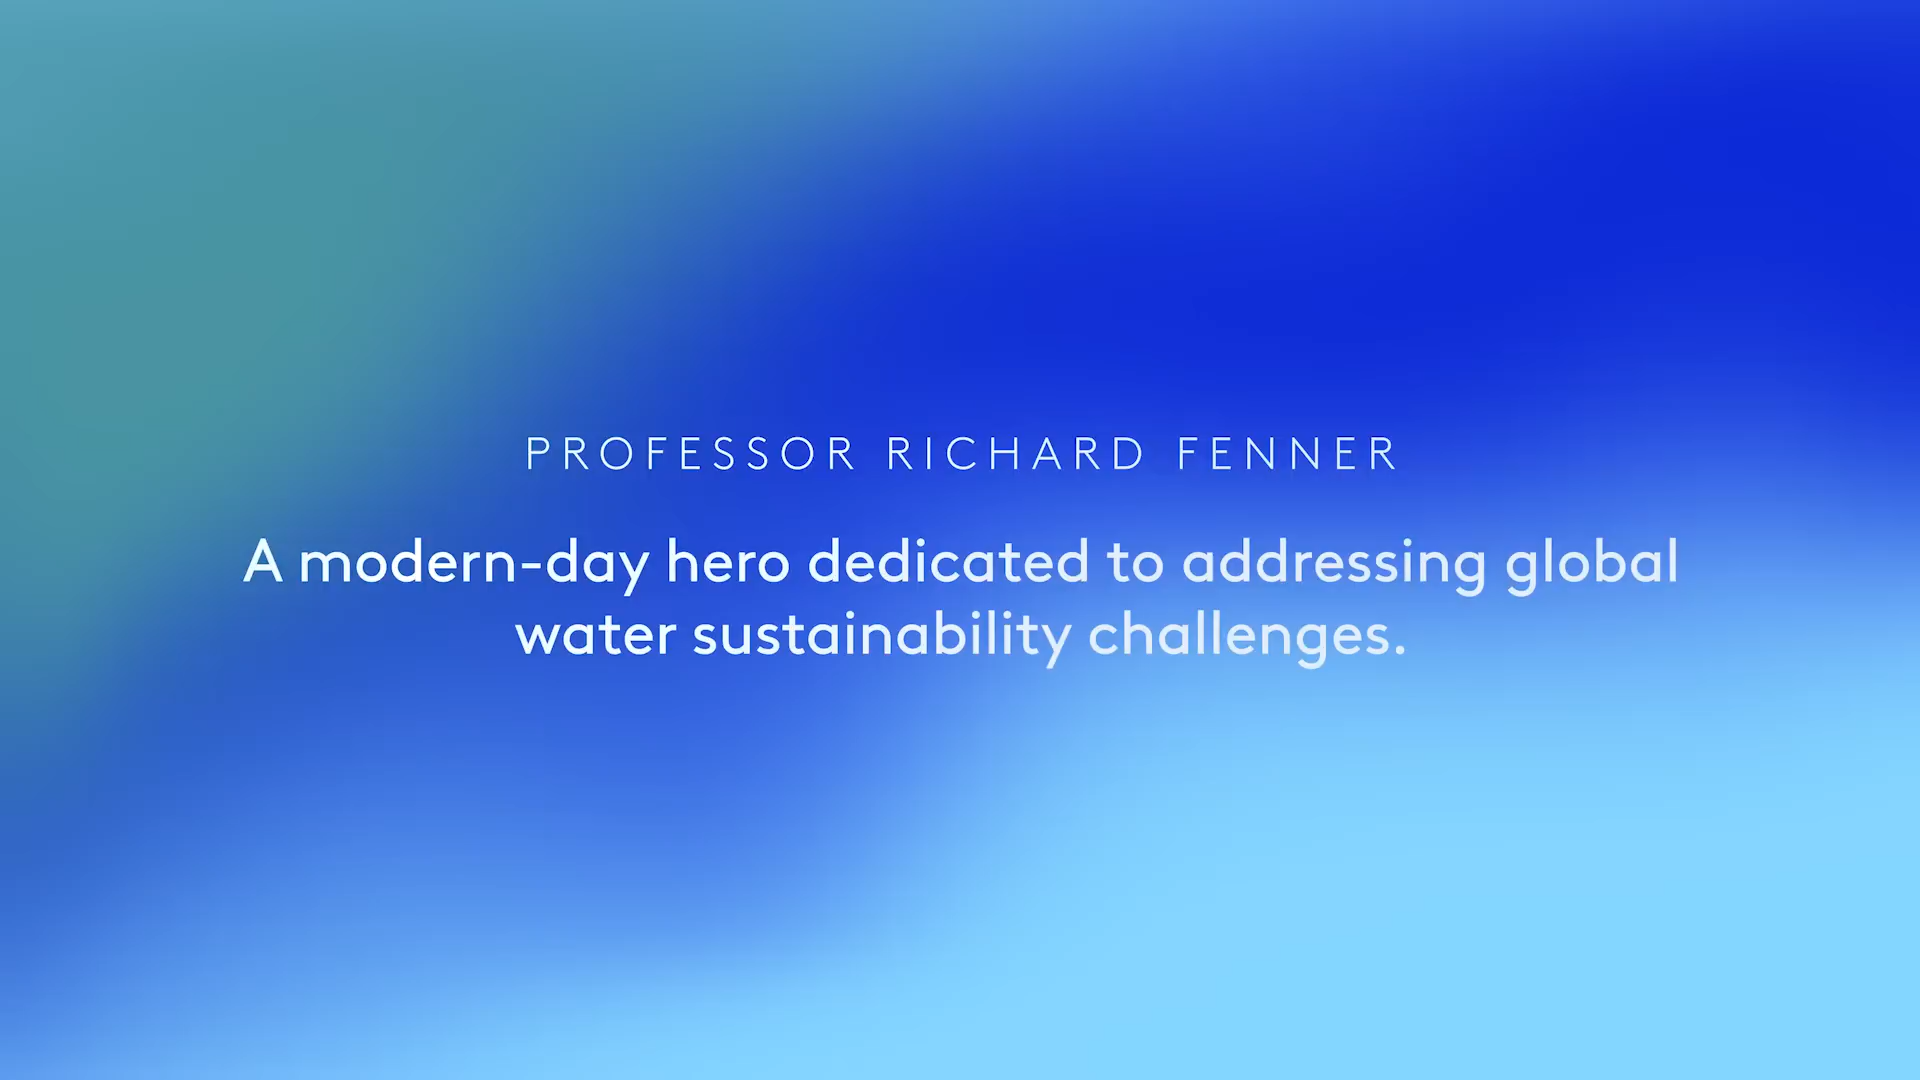 PROFESSOR RICHARD FENNER
A modern-day hero dedicated to addressing global
water sustainability challenges.